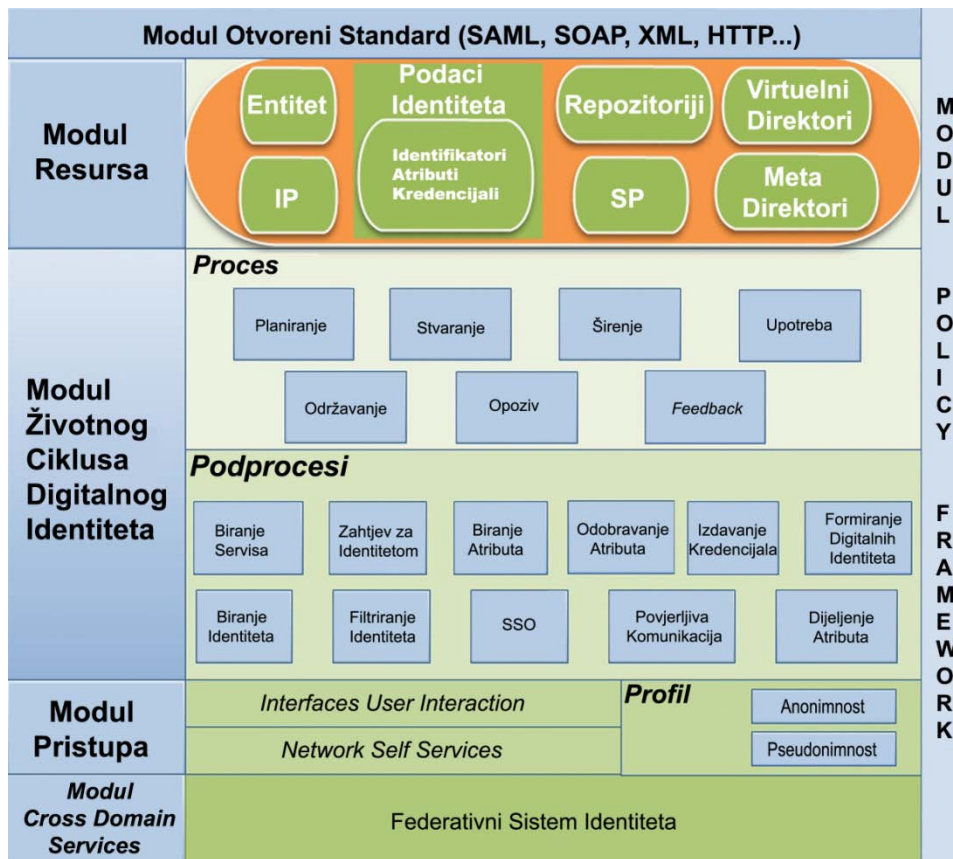 Modul Otvoreni Standard (SAML, SOAP, XML, HTTP...)
Modul
Resursa
Entitet
Podaci
Identiteta
Identifikatori
Atributi
Kredencijali
Repozitoriji
Virtuelni
Direktori
IP
SP
Meta
Direktori
Modul
Životnog
Ciklusa
Digitalnog
Identiteta
Proces
Planiranje
Stvaranje
Širenje
Upotreba
Održavanje
Opoziv
Feedback
Podprocesi
Biranje
Servisa
Zahtjev za
Identitetom
Biranje
Atributa
Odobravanje
Atributa
Izdavanje
Kredencijala
Formiranje
Digitalnih
Identiteta
Biranje
Identiteta
Filtriranje
Identiteta
SSO
Povjerljiva
Komunikacija
Dijeljenje
Atributa
Modul
Pristupa
Interfaces User Interaction
Network Self Services
Profil
Anonimnost
Pseudonimnost
Modul
Cross Domain
Services
Federativni Sistem Identiteta
MODUL POLICY FRAMEWORK